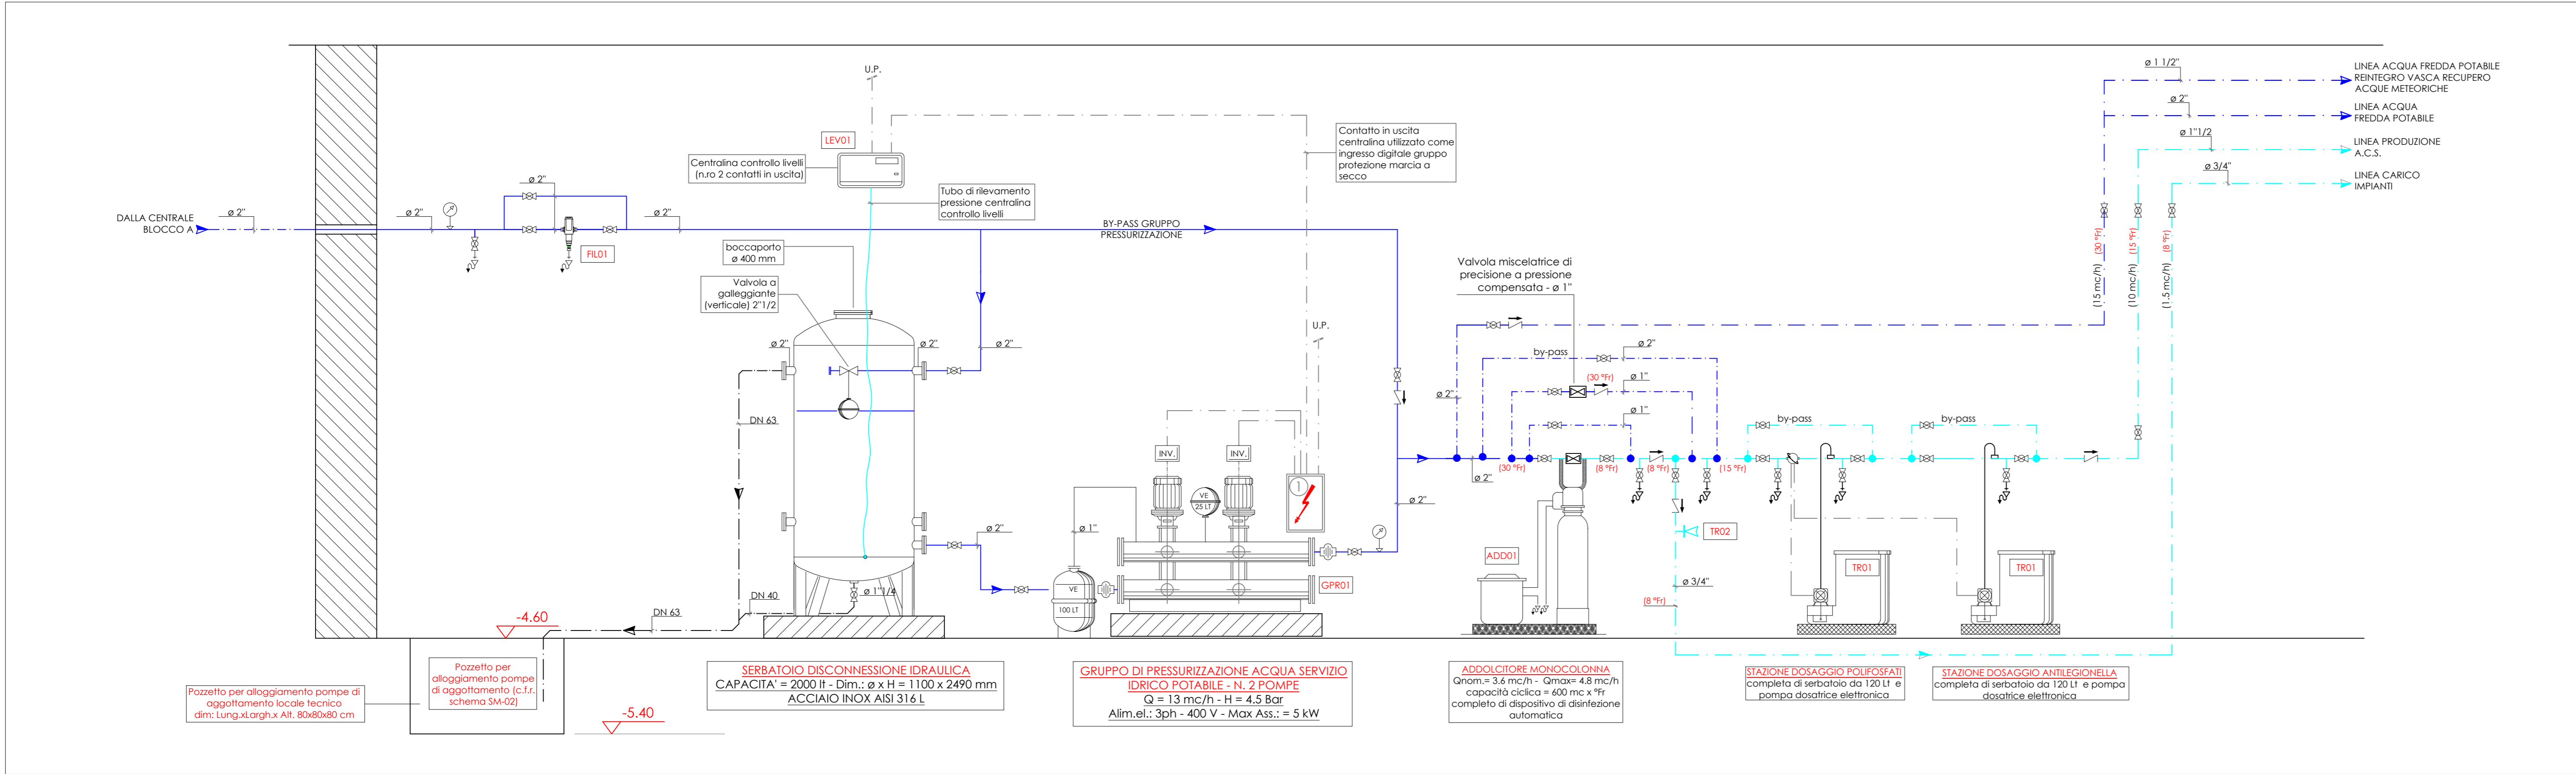 DALLA CENTRALE
BLOCCO A
ø 2"
ø 2"
ø 2"
FIL01
ø 2"
U.P.
LEV01
Centralina controllo livelli
(n.ro 2 contatti in uscita)
Tubo di rilevamento
pressione centralina
controllo livelli
boccaporto
ø 400 mm
Valvola a
galleggiante
(verticale) 2"1/2
ø 2"
ø 2"
ø 2"
DN 63
DN 40
DN 63
ø 1"1/4
ø 2"
-4.60
Pozzetto per
alloggiamento pompe
di aggottamento (c.f.r.
schema SM-02)
Pozzetto per alloggiamento pompe di
aggottamento locale tecnico
dim: Lung.xLargh.x Alt. 80x80x80 cm
-5.40
SERBATOIO DISCONNESSIONE IDRAULICA
CAPACITA' = 2000 lt - Dim.: ø x H = 1100 x 2490 mm
ACCIAIO INOX AISI 316 L
BY-PASS GRUPPO
PRESSURIZZAZIONE
Contatto in uscita
centralina utilizzato come
ingresso digitale gruppo
protezione marcia a
secco
U.P.
INV.
INV.
VE
25 LT
1
ø 1"
VE
100 LT
GPR01
ø 2"
GRUPPO DI PRESSURIZZAZIONE ACQUA SERVIZIO
IDRICO POTABILE - N. 2 POMPE
Q = 13 mc/h - H = 4.5 Bar
Alim.el.: 3ph - 400 V - Max Ass.: = 5 kW
Valvola miscelatrice di
precisione a pressione
compensata - ø 1"
by-pass
ø 2"
(30 °Fr)
ø 1"
ø 2"
ø 1"
(30 °Fr)
ø 2"
(8 °Fr)
(8 °Fr)
(15 °Fr)
ADD01
TR02
ø 3/4"
(8 °Fr)
ADDOLCITORE MONOCOLONNA
Qnom.= 3.6 mc/h - Qmax= 4.8 mc/h
capacità ciclica = 600 mc x °Fr
completo di dispositivo di disinfezione
automatica
by-pass
by-pass
TR01
TR01
STAZIONE DOSAGGIO POLIFOSFATI
completa di serbatoio da 120 Lt e
pompa dosatrice elettronica
STAZIONE DOSAGGIO ANTILEGIONELLA
completa di serbatoio da 120 Lt e pompa
dosatrice elettronica
(15 mc/h)
(30 °Fr)
(10 mc/h)
(15 °Fr)
(1.5 mc/h)
(8 °Fr)
ø 1 1/2"
LINEA ACQUA FREDDA POTABILE
REINTEGRO VASCA RECUPERO
ACQUE METEORICHE
ø 2"
LINEA ACQUA
FREDDA POTABILE
ø 1"1/2
LINEA PRODUZIONE
A.C.S.
ø 3/4"
LINEA CARICO
IMPIANTI